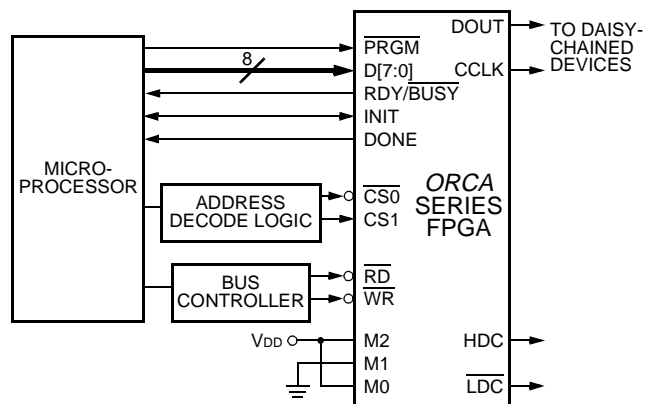 MICRO-
PROCESSOR
8
ADDRESS
DECODE LOGIC
BUS
CONTROLLER
VDD
PRGM
D[7:0]
RDY/BUSY
INIT
DONE
CS0
CS1
RD
WR
M2
M1
M0
ORCA
SERIES
FPGA
DOUT
CCLK
HDC
LDC
TO DAISY-
CHAINED
DEVICES